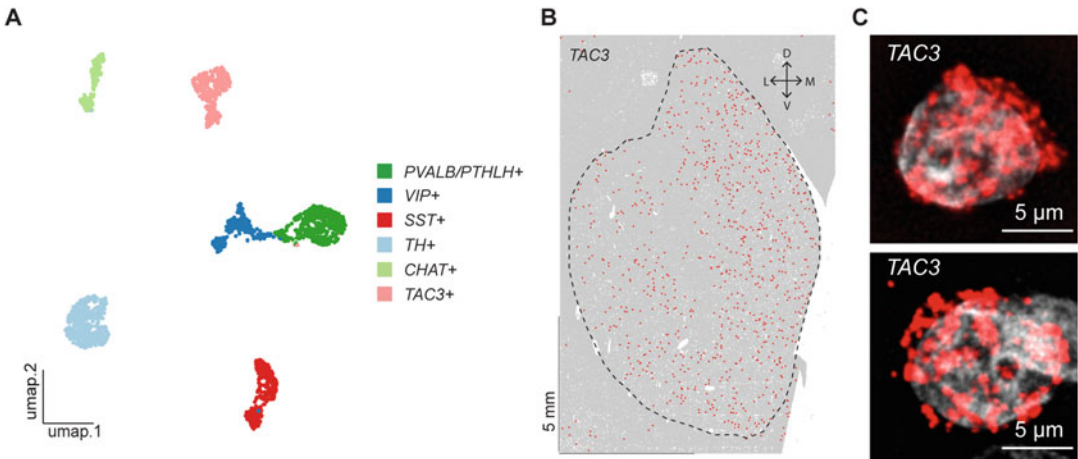 A
PVALB/PTHLH+
VIP+
SST+
TH+
CHAT+
TAC3+
umap.2
umap.1
B
TAC3
D
L M
V
5 mm
C
TAC3
5 µm
TAC3
5 µm